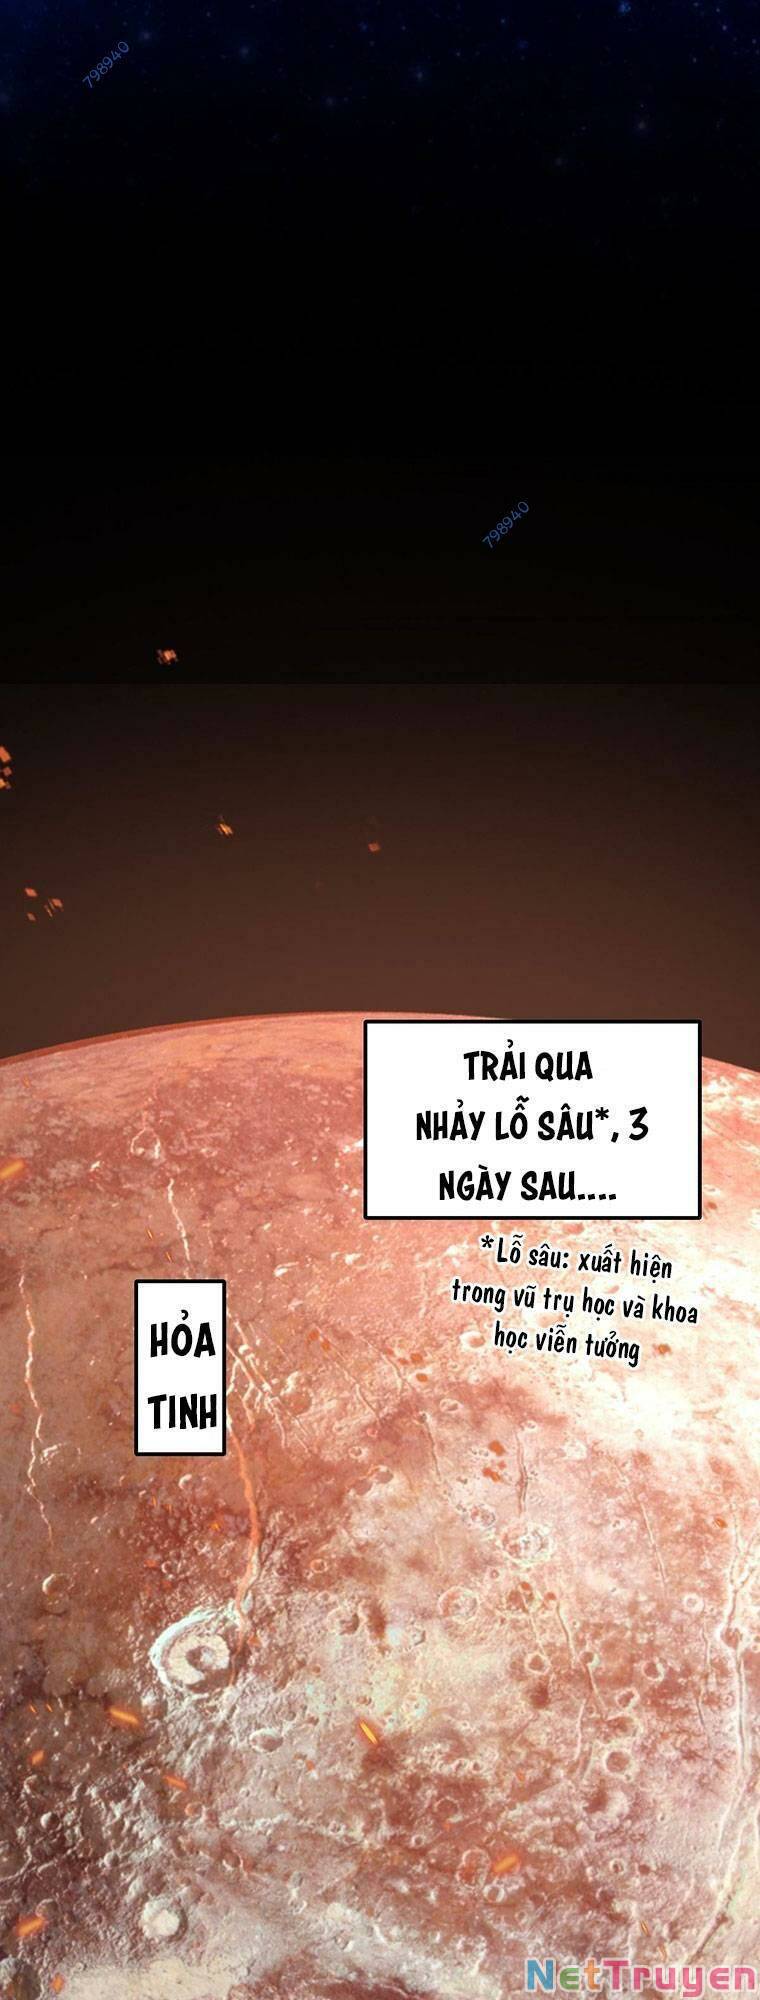 798940
798940
TRẢI QUA
NHẢY LỖ SÂU*, 3
NGÀY SAU....
*Lỗ sâu: xuất hiện
trong vũ trụ học và khoa
học viễn tưởng
HỎA
TINH
NetTruyen